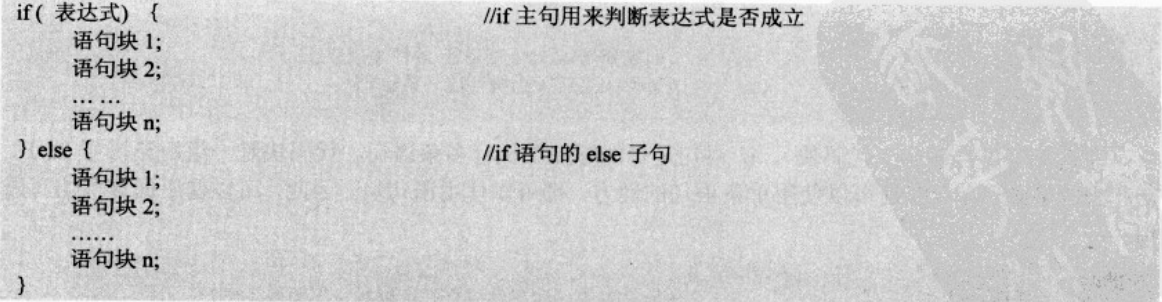 if( 表达式) { //if 主句用来判断表达式是否成立
语句块 1;
语句块 2;
… …
语句块 n;
} else { //if 语句的 else 子句
语句块 1;
语句块 2;
……
语句块 n;
}